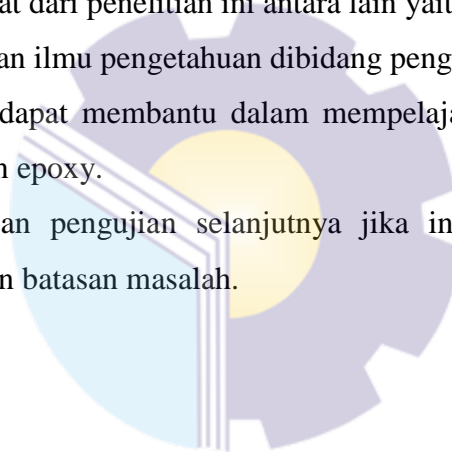 at dari penelitian ini antara lain yait
an ilmu pengetahuan dibidang peng
dapat membantu dalam mempelaja
n epoxy.
an pengujian selanjutnya jika in
n batasan masalah.